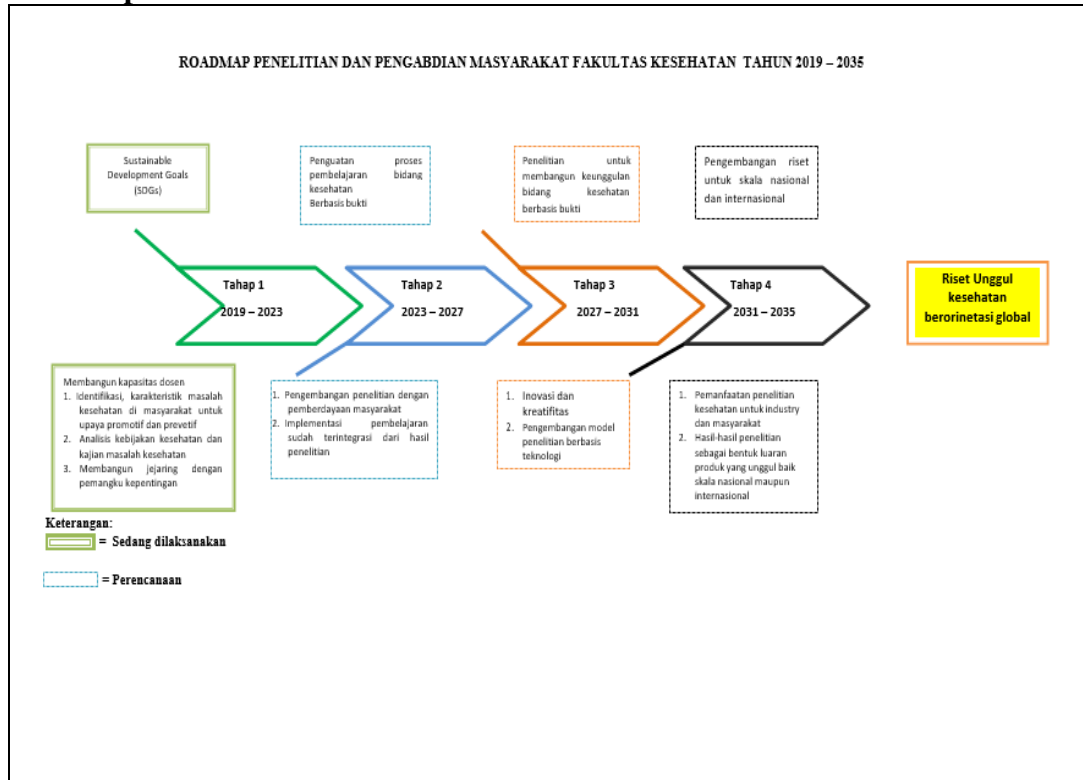 ROADMAP PENELITIAN DAN PENGABDIAN MASYARAKAT FAKULTAS KESEHATAN TAHUN 2019 – 2035
Sustainable
Development Goals
(SDGs)
Penguatan proses
pembelajaran bidang
kesehatan
Berbasis bukti
Penelitian untuk
membangun keunggulan
bidang kesehatan
berbasis bukti
Pengembangan riset
untuk skala nasional
dan internasional
Tahap 1
2019 – 2023
Tahap 2
2023 – 2027
Tahap 3
2027 – 2031
Tahap 4
2031 – 2035
Riset Unggul
kesehatan
berorinetasi global
Membangun kapasitas dosen
1. Identifikasi, karakteristik masalah
kesehatan di masyarakat untuk
upaya promotif dan prevetif
2. Analisis kebijakan kesehatan dan
kajian masalah kesehatan
3. Membangun jejaring dengan
pemangku kepentingan
1. Pengembangan penelitian dengan
pemberdayaan masyarakat
2. Implementasi pembelajaran
sudah terintegrasi dari hasil
penelitian
1. Inovasi dan
kreatifitas
2. Pengembangan model
penelitian berbasis
teknologi
1. Pemanfaatan penelitian
kesehatan untuk industry
dan masyarakat
2. Hasil-hasil penelitian
sebagai bentuk luaran
produk yang unggul baik
skala nasional maupun
internasional
Keterangan:
= Sedang dilaksanakan
= Perencanaan